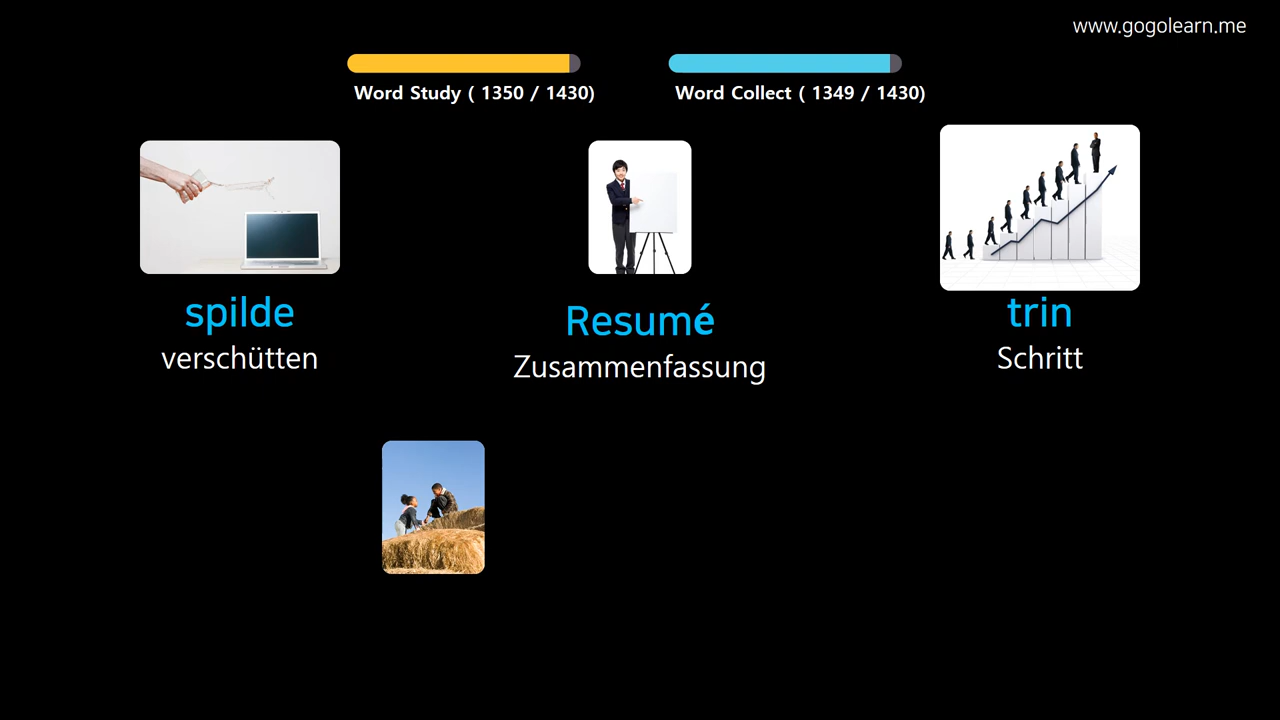 www.gogolearn.me
Word Study ( 1350 / 1430)
Word Collect ( 1349 / 1430)
spilde
verschütten
Resumé
Zusammenfassung
trin
Schritt